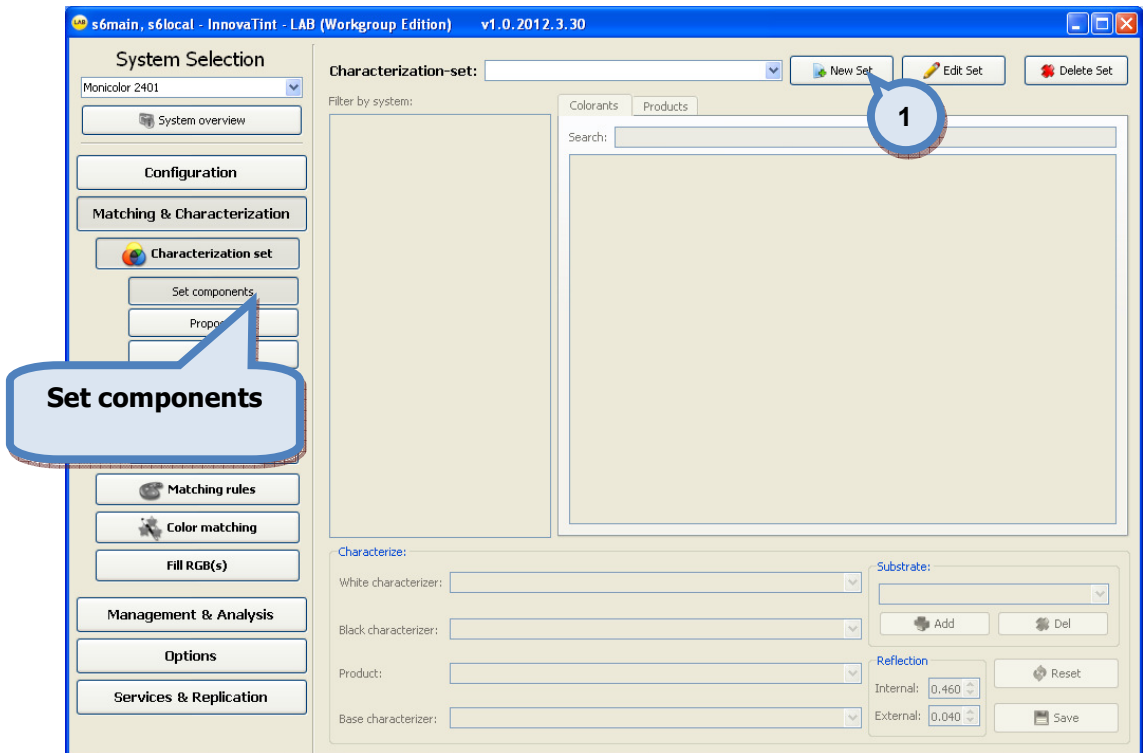 s6main, s6local - InnovaTint - LAB (Workgroup Edition) v1.0.2012.3.30
System Selection
Monicolor 2401
System overview
Configuration
Matching & Characterization
Characterization set
Set components
Set components
Matching rules
Color matching
Fill RGB(s)
Management & Analysis
Options
Services & Replication
Characterization-set:
New Set
Edit Set
Delete Set
1
Filter by system:
Colorants
Products
Search:
Characterize:
White characterizer:
Black characterizer:
Product:
Base characterizer:
Substrate:
Add
Del
Reflection
Internal: 0.460
External: 0.040
Reset
Save